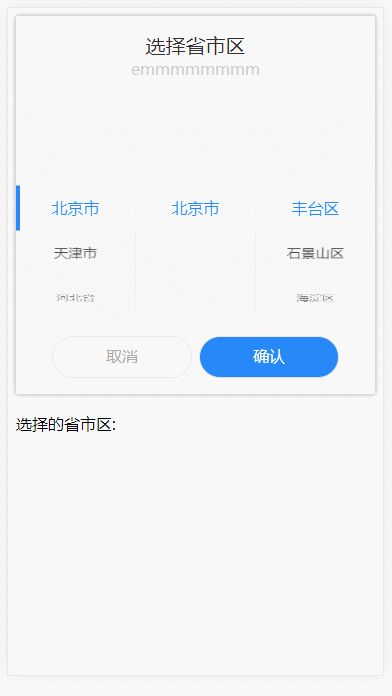 选择省市区
emmmmmmmmm
北京市 北京市 丰台区
天津市 石景山区
河北省 海淀区
取消 确认
选择的省市区: